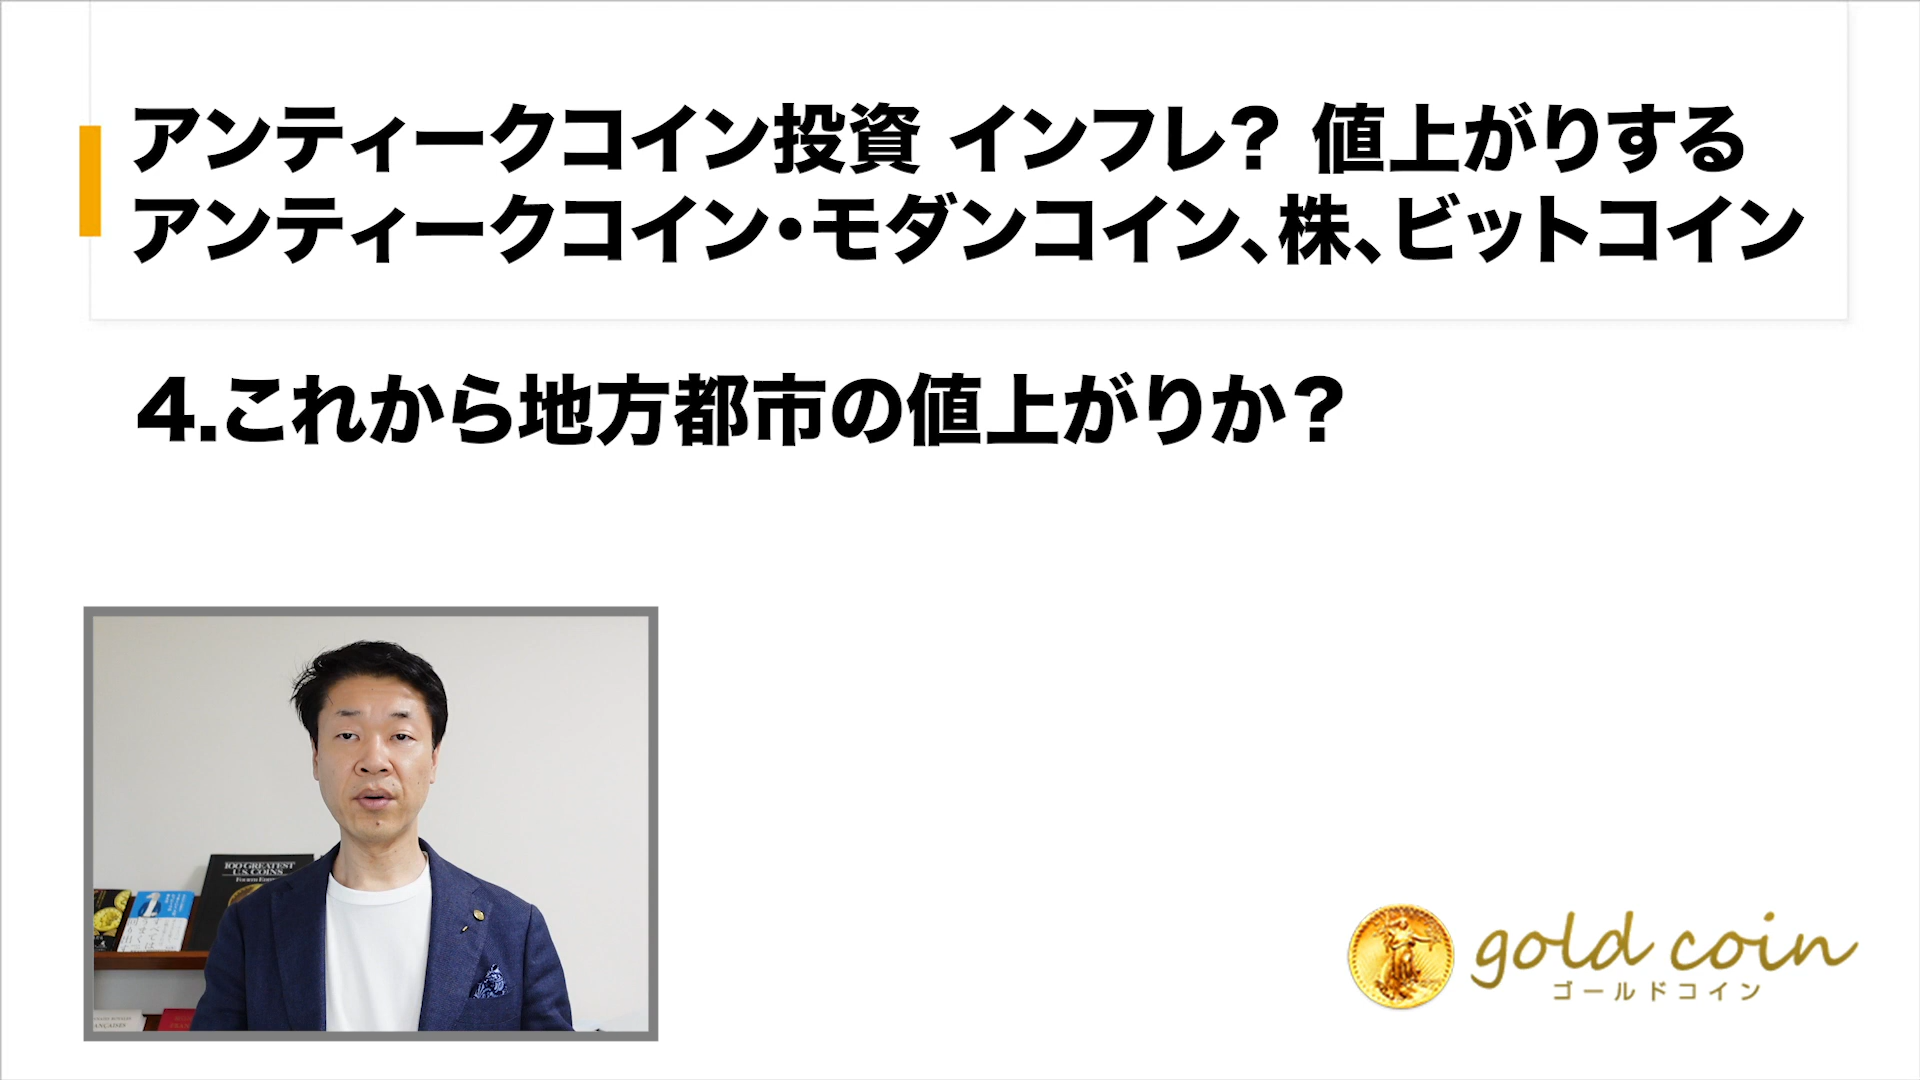 アンティークコイン投資 インフレ? 値上がりする
アンティークコイン・モダンコイン、株、ビットコイン
4.これから地方都市の値上がりか?
100 GREATEST
U.S. COINS
gold coin
ゴールドコイン